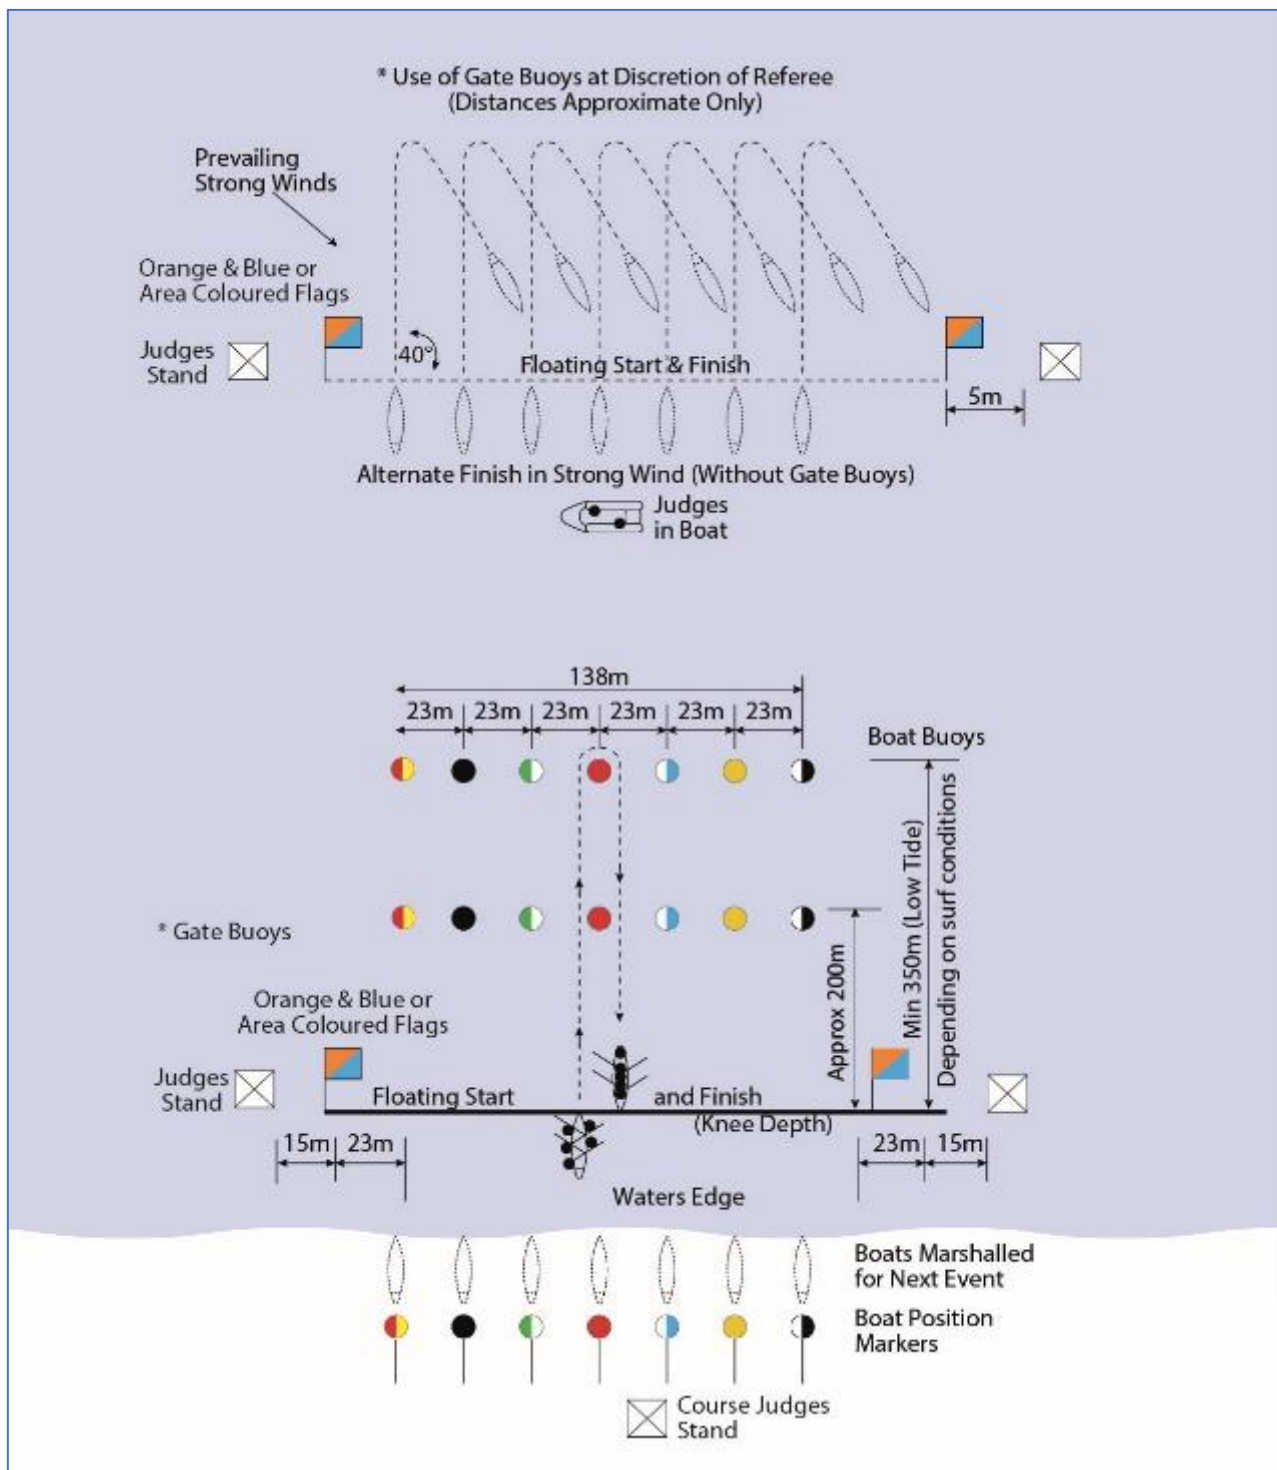 * Use of Gate Buoys at Discretion of Referee
(Distances Approximate Only)
Prevailing
Strong Winds
Orange & Blue or
Area Coloured Flags
Judges
Stand
40°
Floating Start & Finish
5m
Alternate Finish in Strong Wind (Without Gate Buoys)
Judges
in Boat
138m
23m 23m 23m 23m 23m 23m
Boat Buoys
* Gate Buoys
Approx 200m
Min 350m (Low Tide)
Depending on surf conditions
Orange & Blue or
Area Coloured Flags
Judges
Stand
Floating Start and Finish
(Knee Depth)
15m 23m 23m 15m
Waters Edge
Boats Marshalled
for Next Event
Boat Position
Markers
Course Judges
Stand